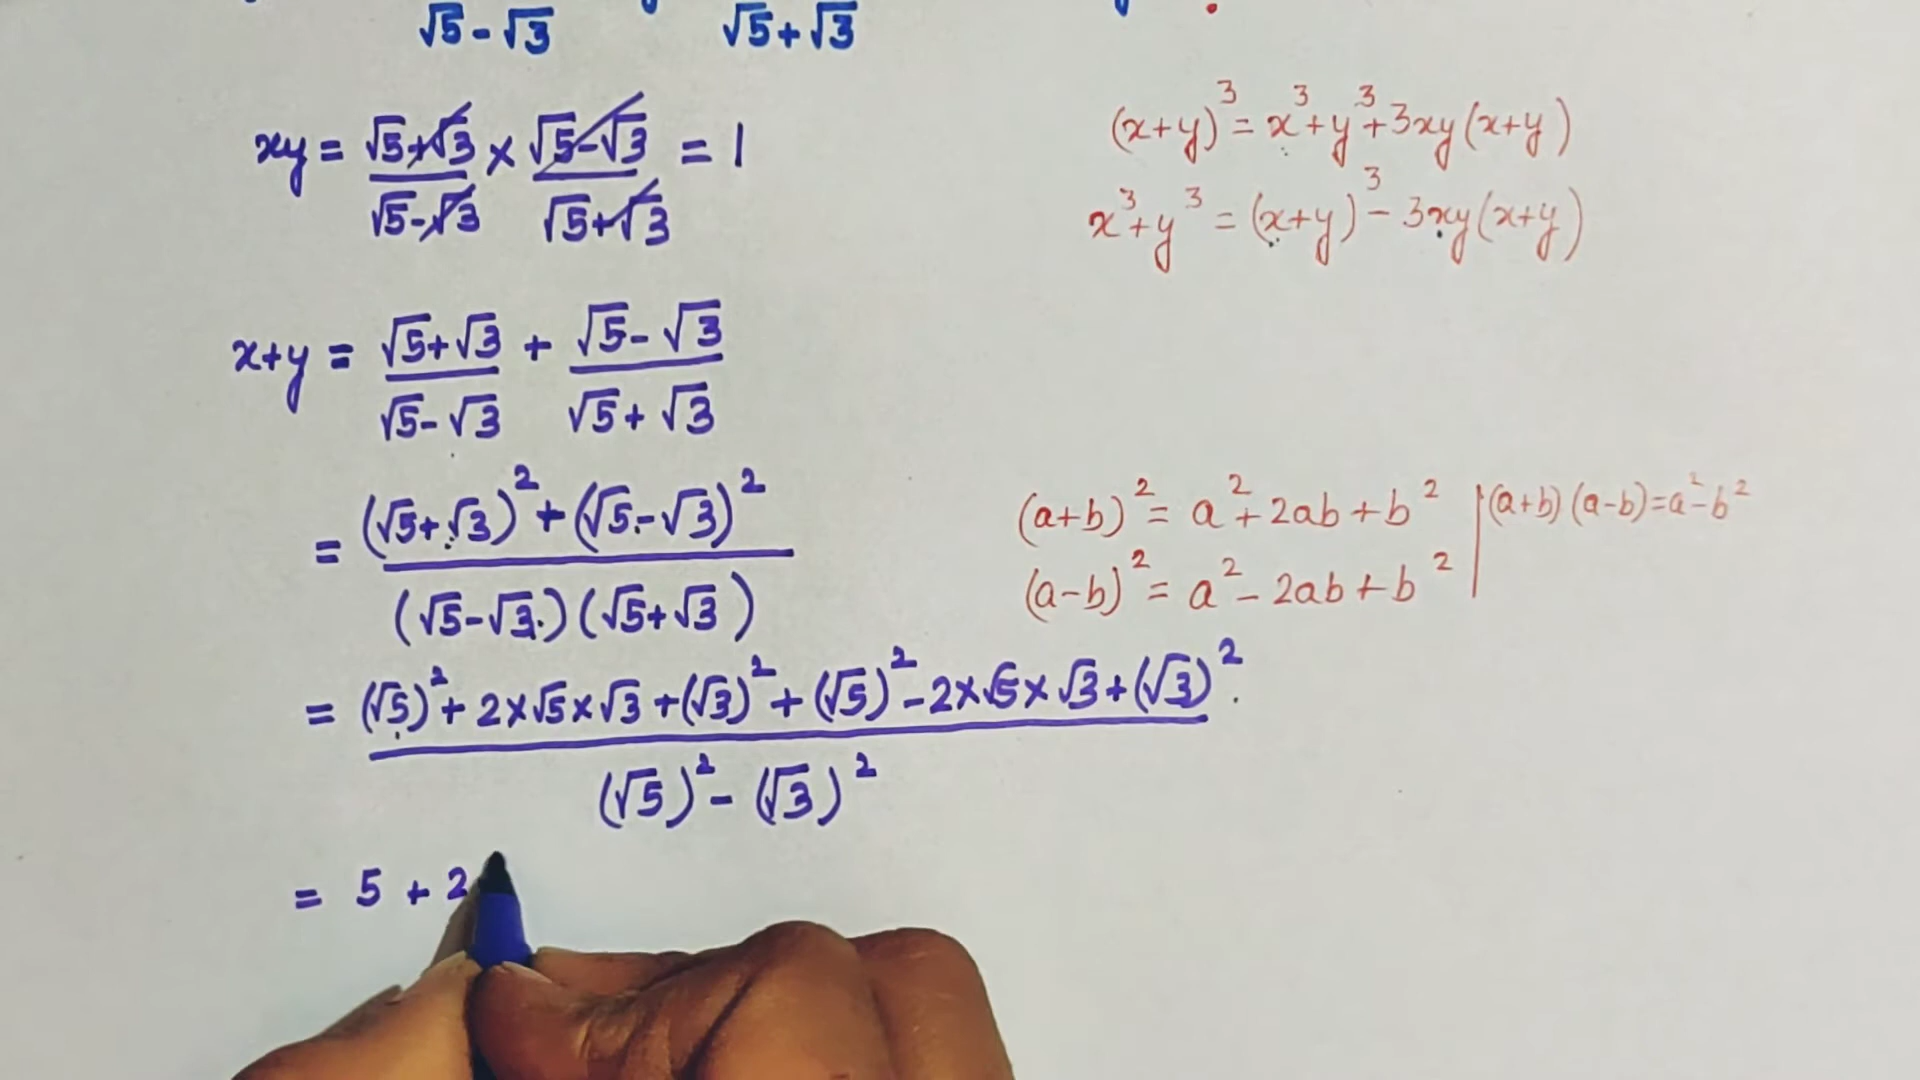 √5-√3 √5+√3
xy = (√5+√3)/(√5-√3) × (√5-√3)/(√5+√3) = 1
(x+y)³ = x³+y³+3xy(x+y)
x³+y³ = (x+y)³ - 3xy(x+y)
x+y = (√5+√3)/(√5-√3) + (√5-√3)/(√5+√3)
= ((√5+√3)² + (√5-√3)²)/((√5-√3)(√5+√3))
(a+b)² = a²+2ab+b² | (a+b)(a-b)=a²-b²
(a-b)² = a²-2ab+b²
= ((√5)²+2×√5×√3+(√3)²+(√5)²-2×√5×√3+(√3)²)/((√5)²-(√3)²)
= 5 + 2